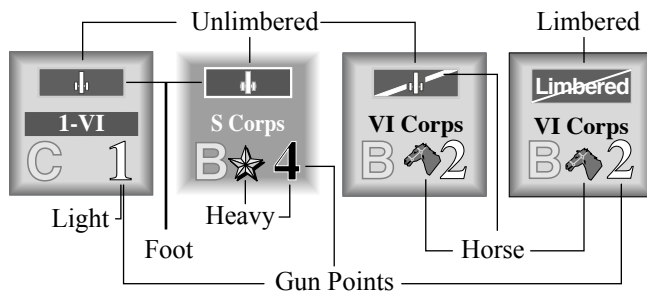 Unlimbered Limbered
Limbered
1-VI S Corps VI Corps VI Corps
C 1 B 4 B 2 B 2
Light Heavy
Foot Horse
Gun Points